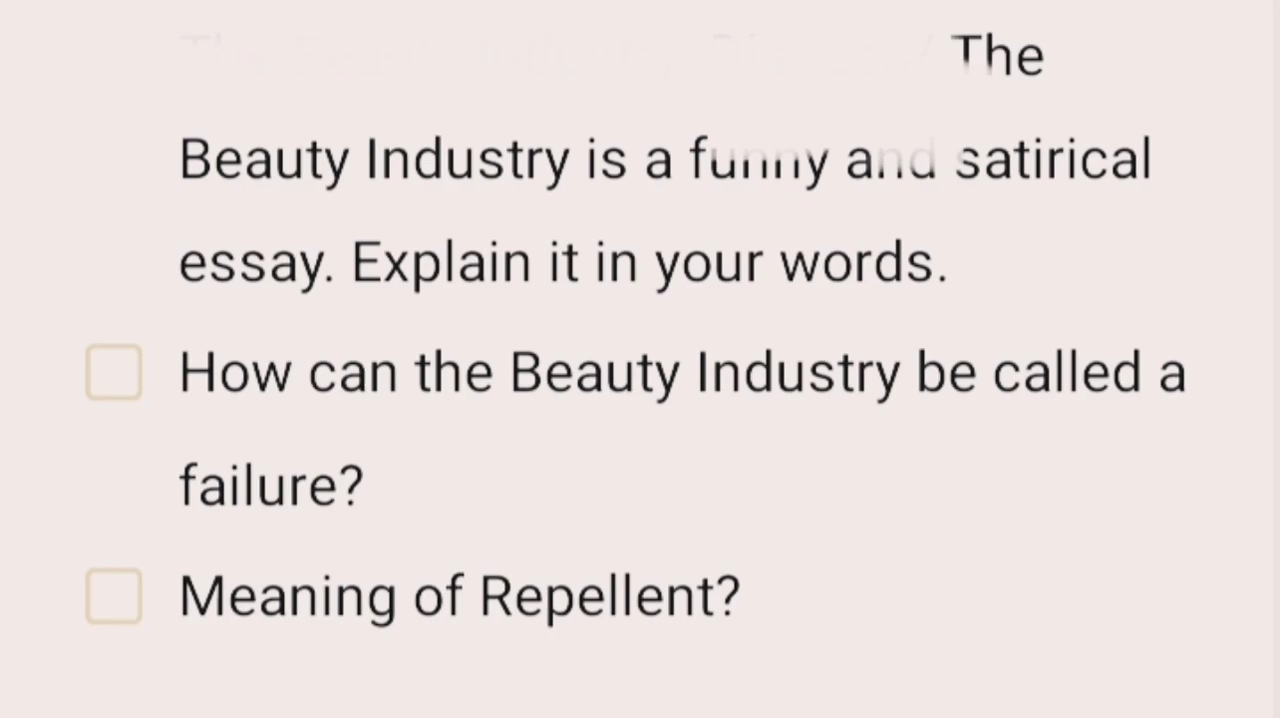 The
Beauty Industry is a funny and satirical
essay. Explain it in your words.
How can the Beauty Industry be called a
failure?
Meaning of Repellent?